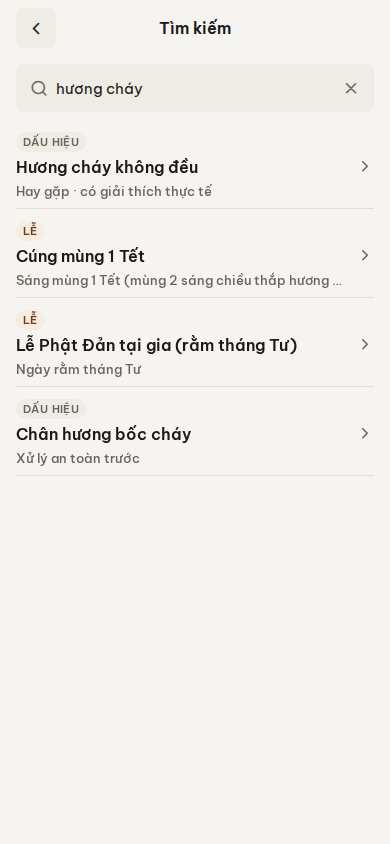 Tìm kiếm
hương cháy
DẤU HIỆU
Hương cháy không đều
Hay gặp · có giải thích thực tế
LỄ
Cúng mùng 1 Tết
Sáng mùng 1 Tết (mùng 2 sáng chiều thắp hương ...
LỄ
Lễ Phật Đản tại gia (rằm tháng Tư)
Ngày rằm tháng Tư
DẤU HIỆU
Chân hương bốc cháy
Xử lý an toàn trước